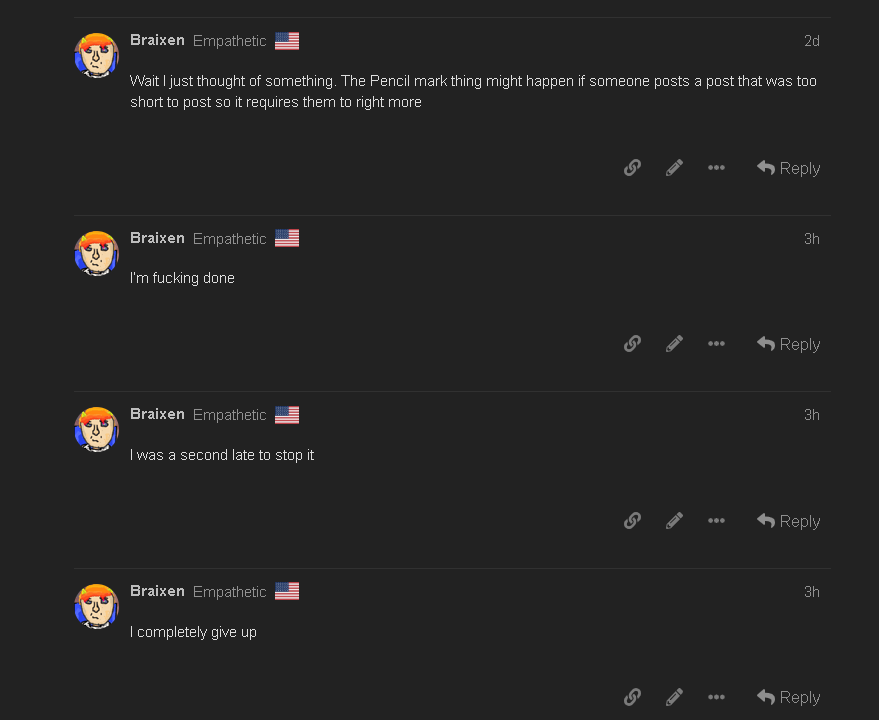 Braixen Empathetic 2d
Wait I just thought of something. The Pencil mark thing might happen if someone posts a post that was too
short to post so it requires them to right more
Reply
Braixen Empathetic 3h
I'm fucking done
Reply
Braixen Empathetic 3h
I was a second late to stop it
Reply
Braixen Empathetic 3h
I completely give up
Reply